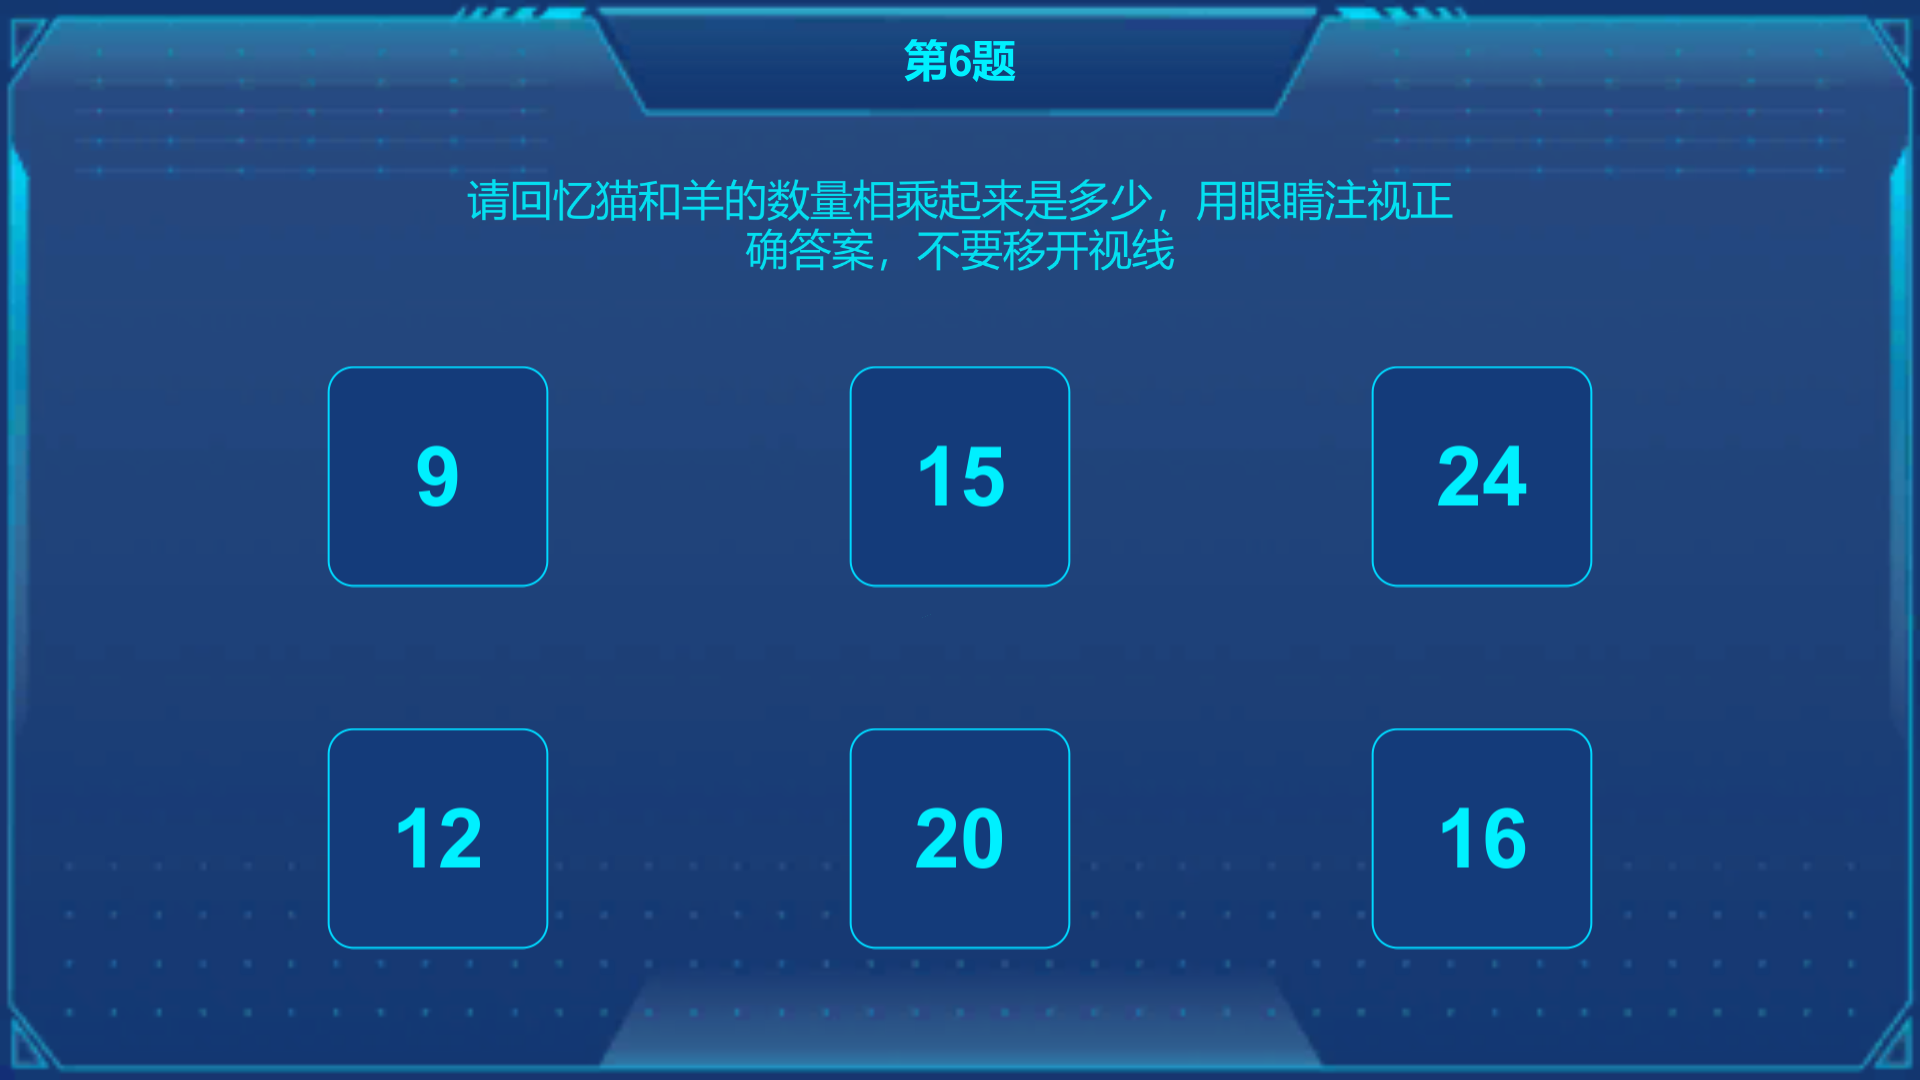 第6题
请回忆猫和羊的数量相乘起来是多少，用眼睛注视正
确答案，不要移开视线
9 15 24
12 20 16